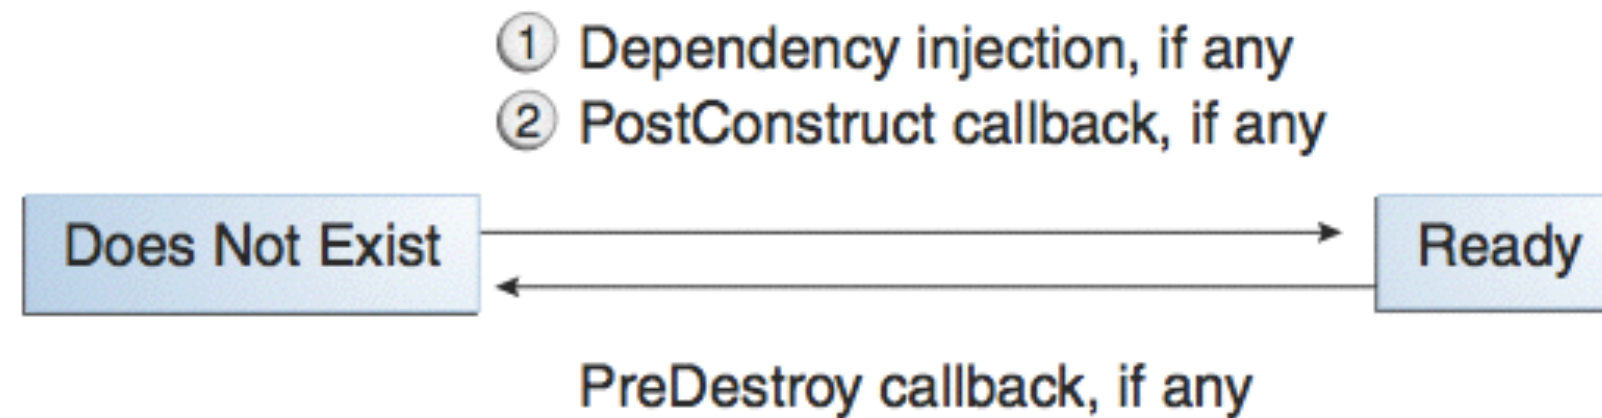 1 Dependency injection, if any
2 PostConstruct callback, if any
Does Not Exist
Ready
PreDestroy callback, if any